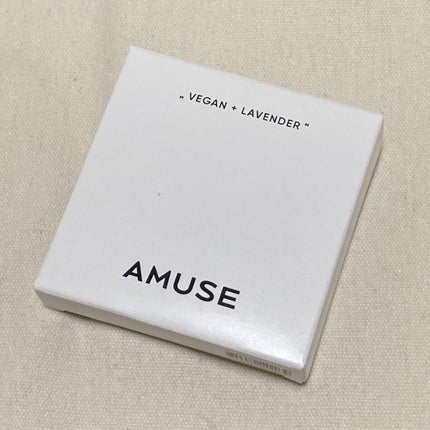 „ VEGAN + LAVENDER “
AMUSE